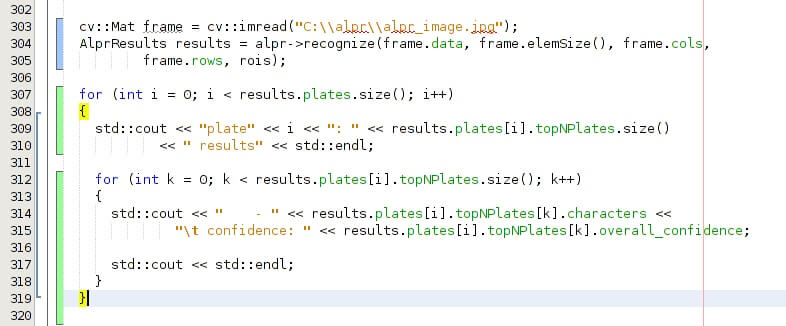 302
303 cv::Mat frame = cv::imread("C:\\alpr\\alpr_image.jpg");
304 AlprResults results = alpr->recognize(frame.data, frame.elemSize(), frame.cols,
305 frame.rows, rois);
306
307 for (int i = 0; i < results.plates.size(); i++)
308 {
309 std::cout << "plate" << i << ": " << results.plates[i].topNPlates.size()
310 << " results" << std::endl;
311
312 for (int k = 0; k < results.plates[i].topNPlates.size(); k++)
313 {
314 std::cout << "    - " << results.plates[i].topNPlates[k].characters <<
315 "\t confidence: " << results.plates[i].topNPlates[k].overall_confidence;
316
317 std::cout << std::endl;
318 }
319 }
320